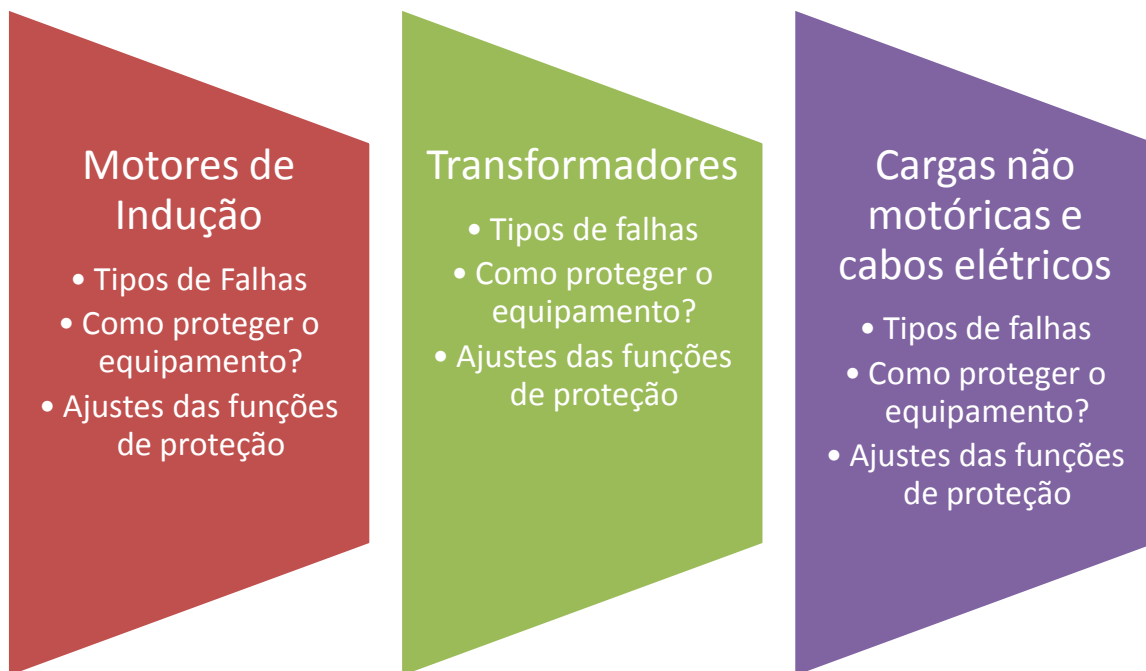 Motores de
Indução
• Tipos de Falhas
• Como proteger o
equipamento?
• Ajustes das funções
de proteção
Transformadores
• Tipos de falhas
• Como proteger o
equipamento?
• Ajustes das funções
de proteção
Cargas não
motóricas e
cabos elétricos
• Tipos de falhas
• Como proteger o
equipamento?
• Ajustes das funções
de proteção